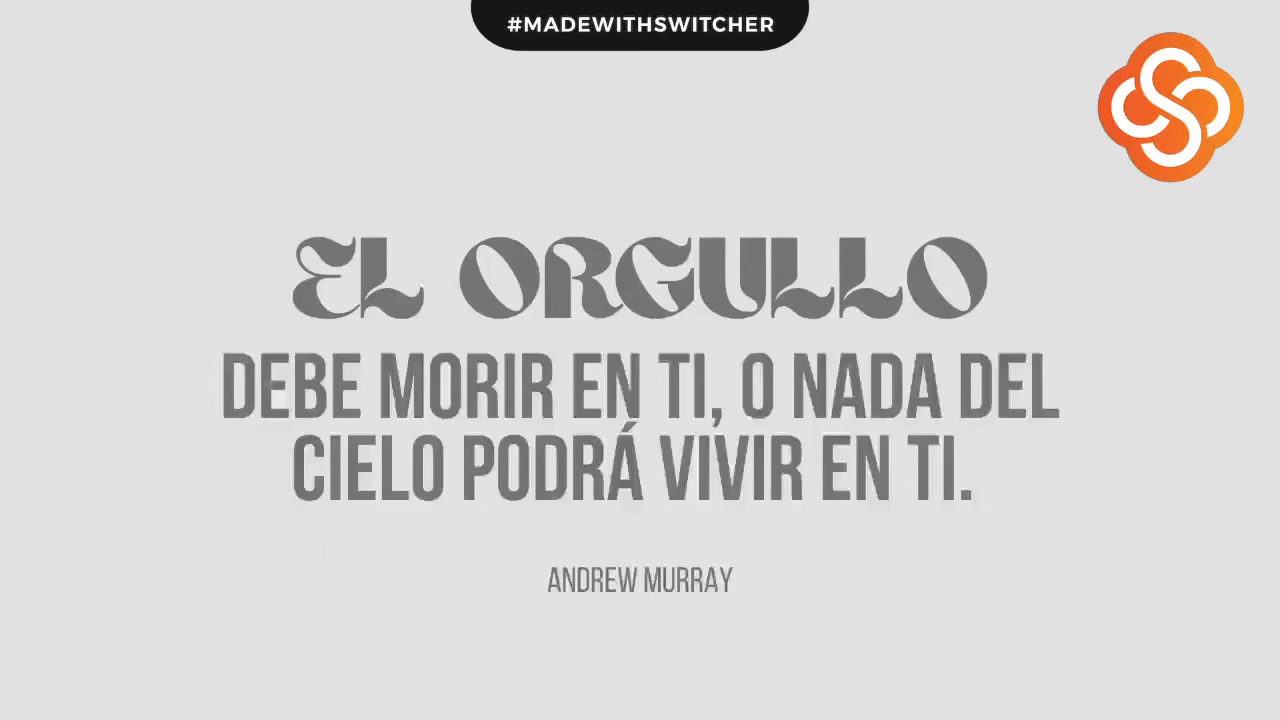 #MADEWITHSWITCHER
EL ORGULLO
DEBE MORIR EN TI, O NADA DEL
CIELO PODRÁ VIVIR EN TI.
ANDREW MURRAY